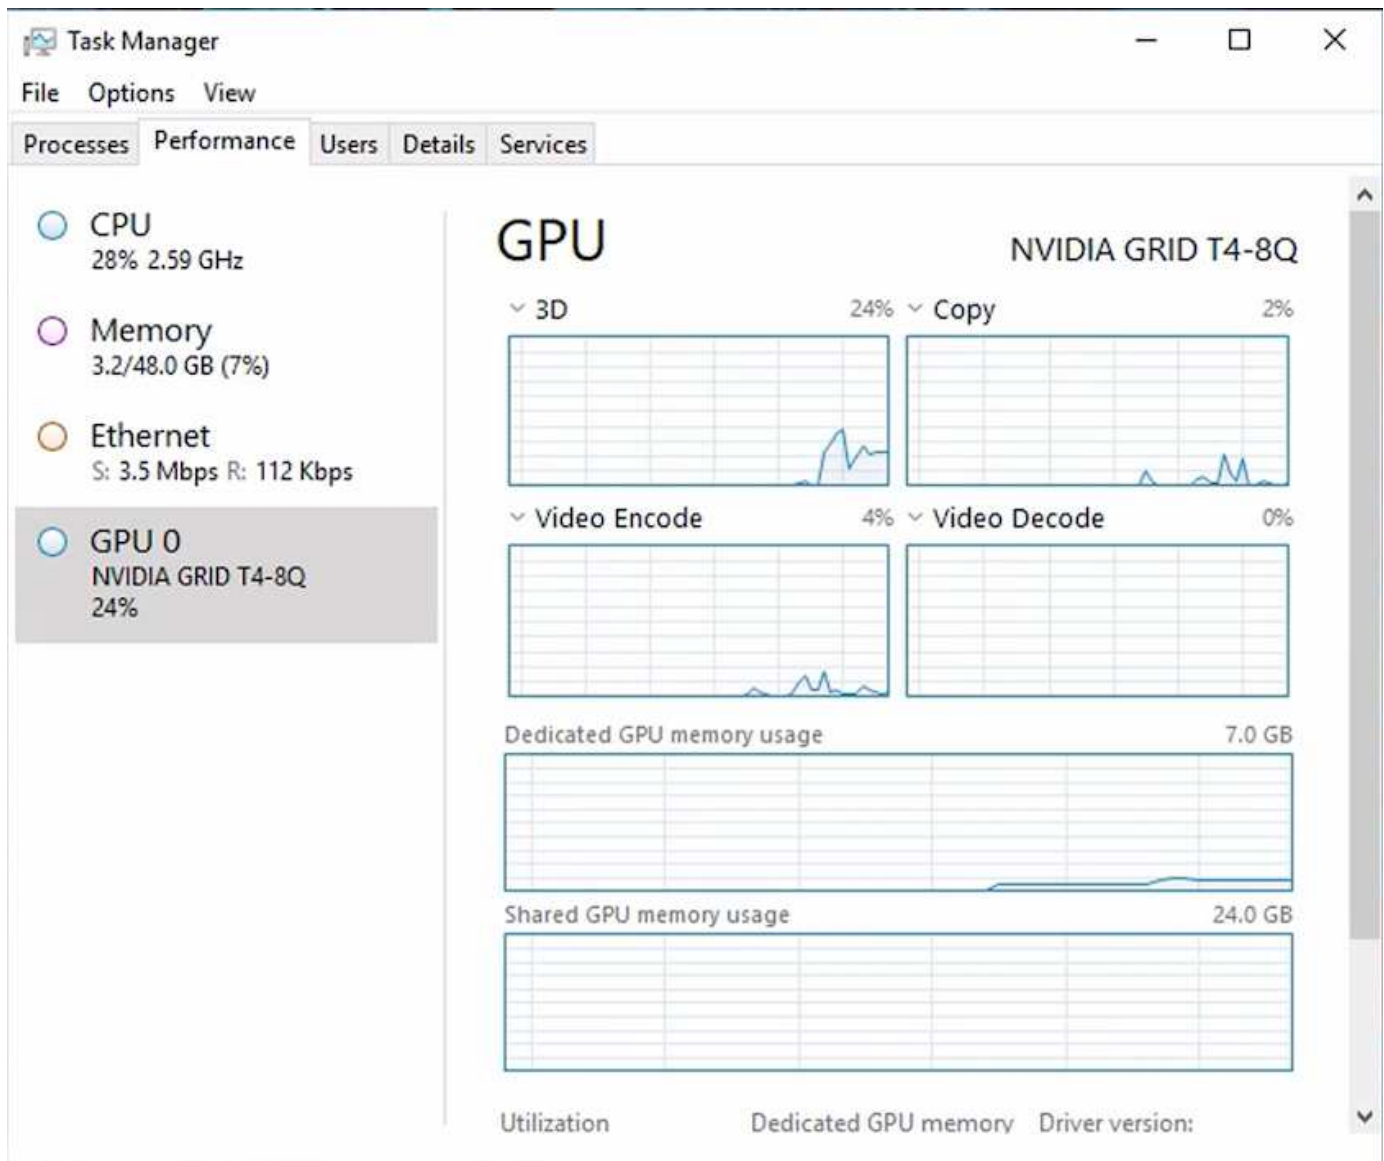 Task Manager
File Options View
Processes Performance Users Details Services
CPU
28% 2.59 GHz
Memory
3.2/48.0 GB (7%)
Ethernet
S: 3.5 Mbps R: 112 Kbps
GPU 0
NVIDIA GRID T4-8Q
24%
GPU NVIDIA GRID T4-8Q
3D 24% Copy 2%
Video Encode 4% Video Decode 0%
Dedicated GPU memory usage 7.0 GB
Shared GPU memory usage 24.0 GB
Utilization Dedicated GPU memory Driver version: